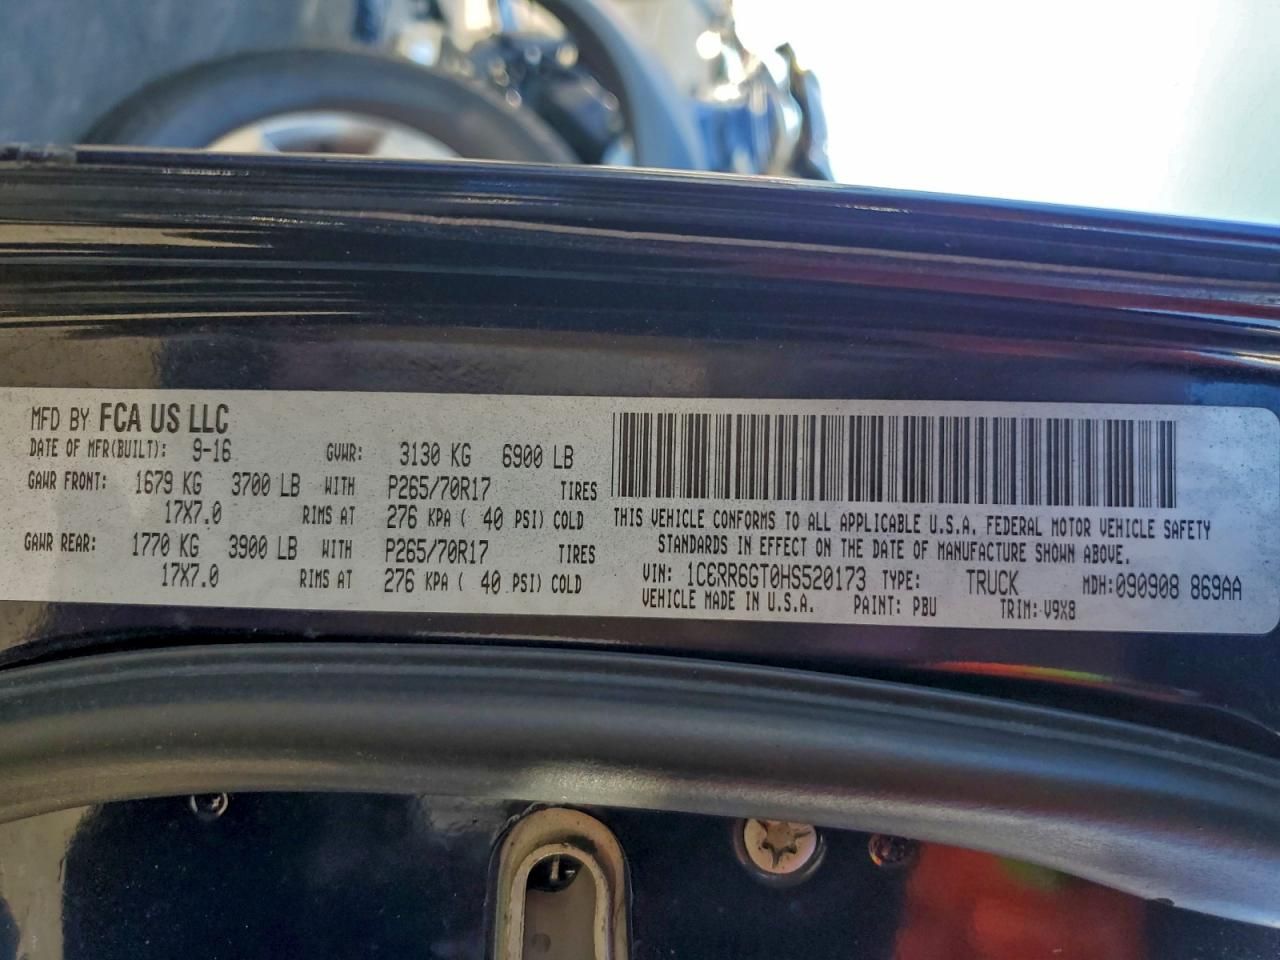 MFD BY FCA US LLC
DATE OF MFR(BUILT): 9-16 GVWR: 3130 KG 6900 LB
GAWR FRONT: 1679 KG 3700 LB WITH P265/70R17 TIRES
17X7.0 RIMS AT 276 KPA ( 40 PSI) COLD
GAWR REAR: 1770 KG 3900 LB WITH P265/70R17 TIRES
17X7.0 RIMS AT 276 KPA ( 40 PSI) COLD
THIS VEHICLE CONFORMS TO ALL APPLICABLE U.S.A. FEDERAL MOTOR VEHICLE SAFETY
STANDARDS IN EFFECT ON THE DATE OF MANUFACTURE SHOWN ABOVE.
VIN: 1C6RR6GT0HS520173 TYPE: TRUCK MDH:090908 869AA
VEHICLE MADE IN U.S.A. PAINT: PBU TRIM: V9X8